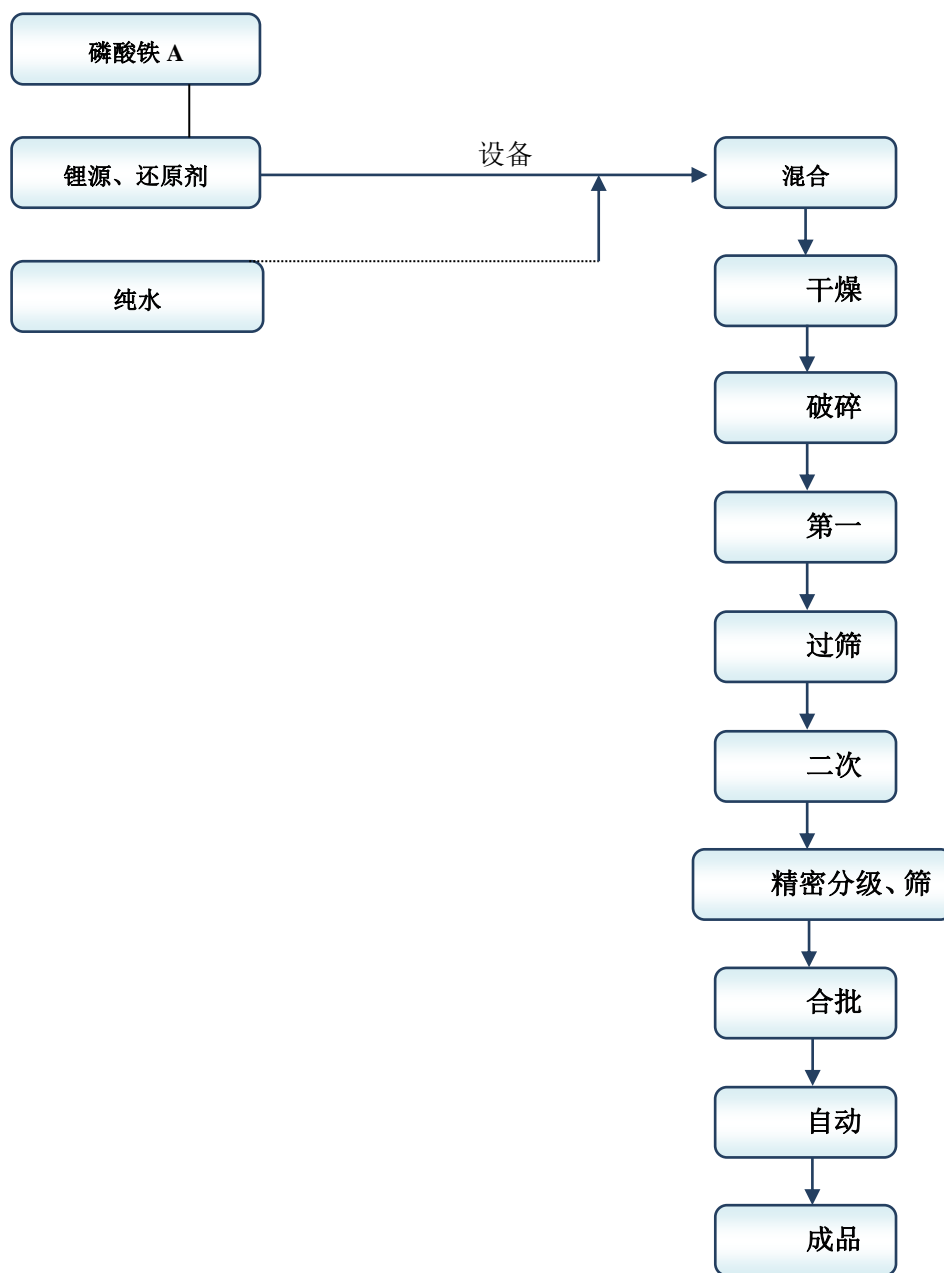 磷酸铁 A
锂源、还原剂
设备
混合
纯水
干燥
破碎
第一
过筛
二次
精密分级、筛
合批
自动
成品